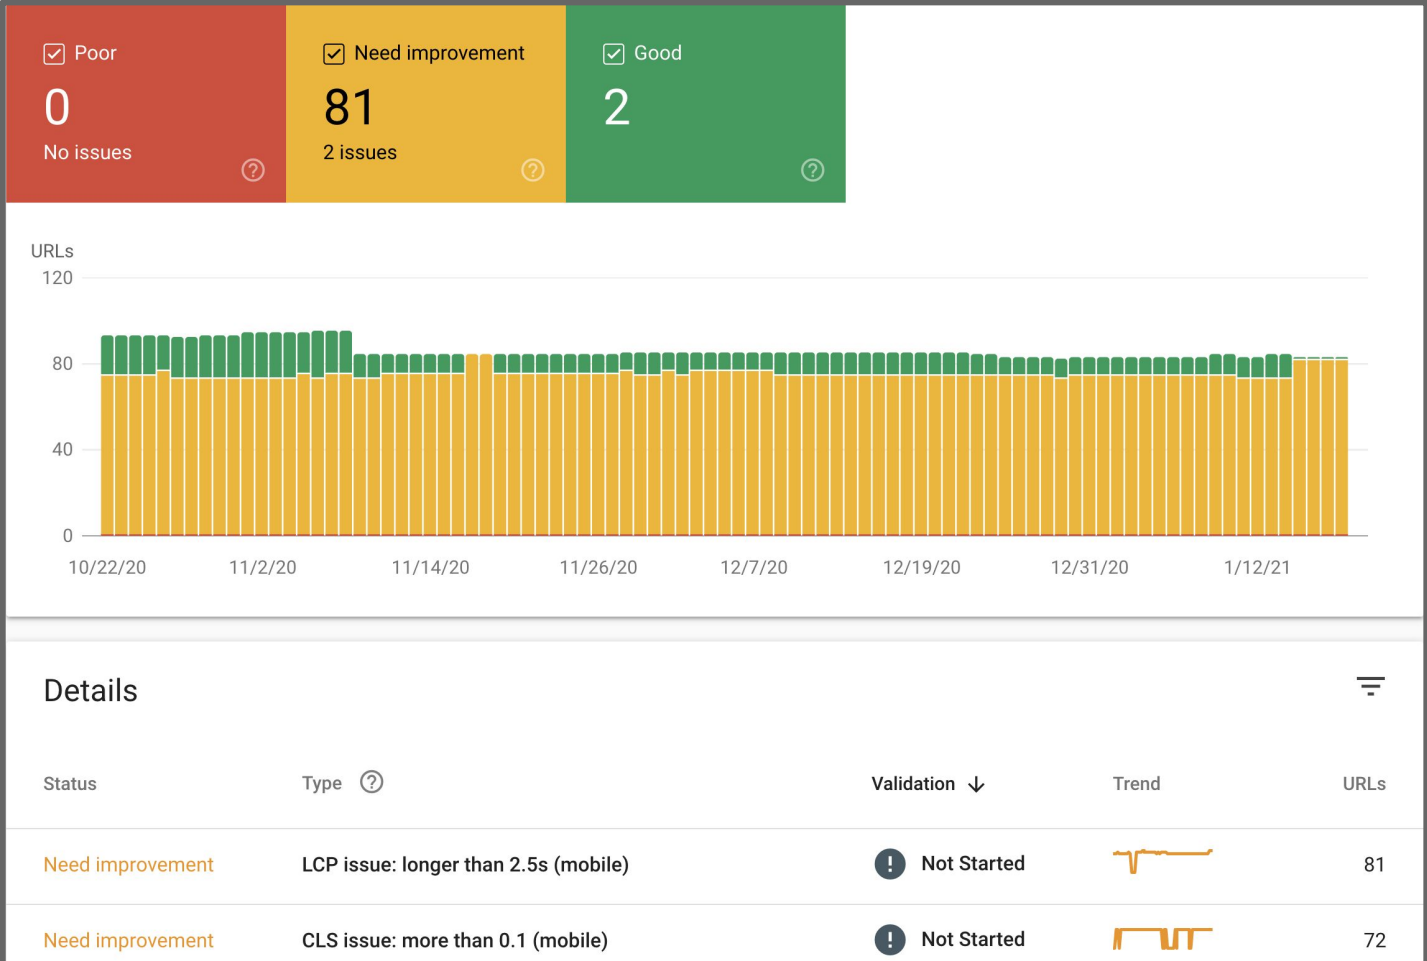 Poor
0
No issues
Need improvement
81
2 issues
Good
2
URLs
120
80
40
0
10/22/20 11/2/20 11/14/20 11/26/20 12/7/20 12/19/20 12/31/20 1/12/21
Details
Status Type Validation Trend URLs
Need improvement LCP issue: longer than 2.5s (mobile) Not Started 81
Need improvement CLS issue: more than 0.1 (mobile) Not Started 72